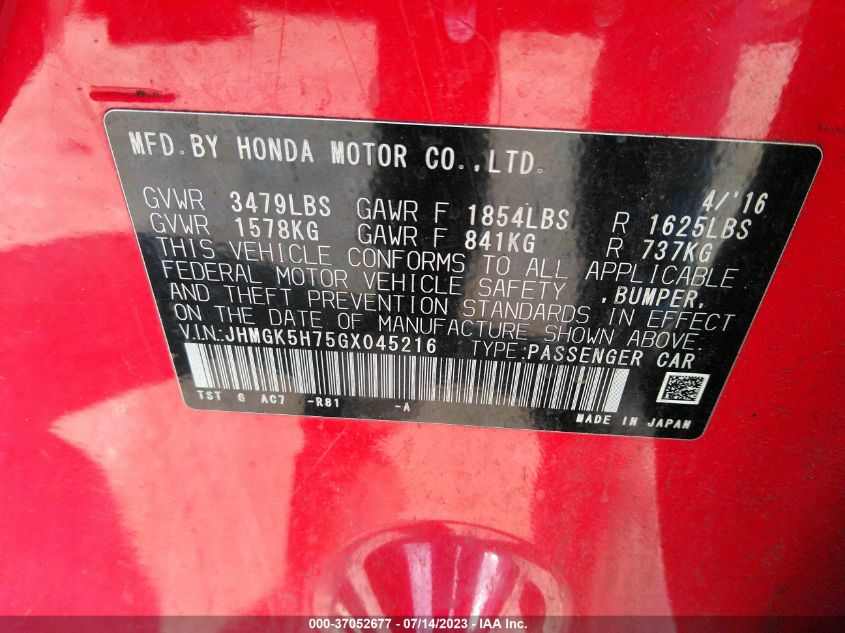 MFD.BY HONDA MOTOR CO.,LTD.
4/'16
GVWR 3479LBS GAWR F 1854LBS R 1625LBS
GVWR 1578KG GAWR F 841KG R 737KG
THIS VEHICLE CONFORMS TO ALL APPLICABLE
FEDERAL MOTOR VEHICLE SAFETY ,BUMPER,
AND THEFT PREVENTION STANDARDS IN EFFECT
ON THE DATE OF MANUFACTURE SHOWN ABOVE.
V.I.N.:JHMGK5H75GX045216 TYPE:PASSENGER CAR
TST G AC7 -R81 -A
MADE IN JAPAN
000-37052677 - 07/14/2023 - IAA Inc.